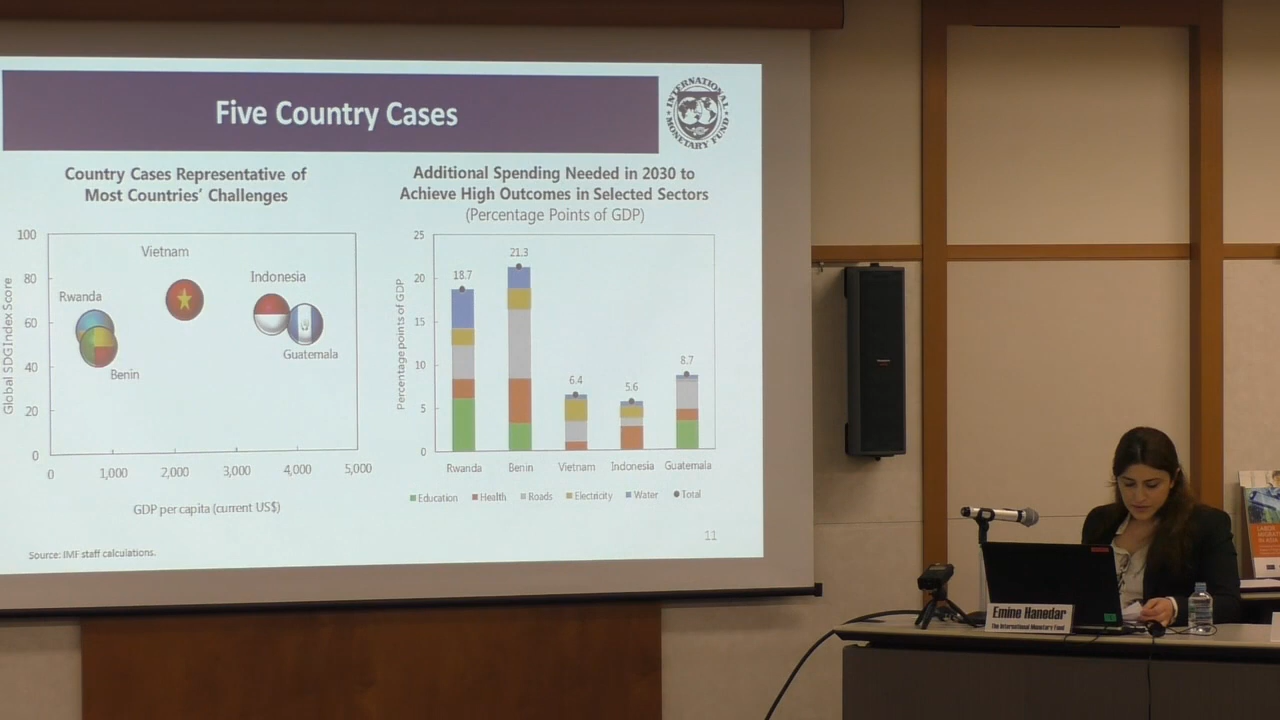 Five Country Cases
INTERNATIONAL MONETARY FUND
Country Cases Representative of
Most Countries' Challenges
Global SDG Index Score
100
80
60
40
20
0
Vietnam
Indonesia
Rwanda
Guatemala
Benin
0 1,000 2,000 3,000 4,000 5,000
GDP per capita (current US$)
Source: IMF staff calculations.
Additional Spending Needed in 2030 to
Achieve High Outcomes in Selected Sectors
(Percentage Points of GDP)
Percentage points of GDP
25
20
15
10
5
0
18.7
21.3
6.4
5.6
8.7
Rwanda Benin Vietnam Indonesia Guatemala
Education Health Roads Electricity Water Total
11
Emine Hanedar
The International Monetary Fund
LABOR
IN ASIA